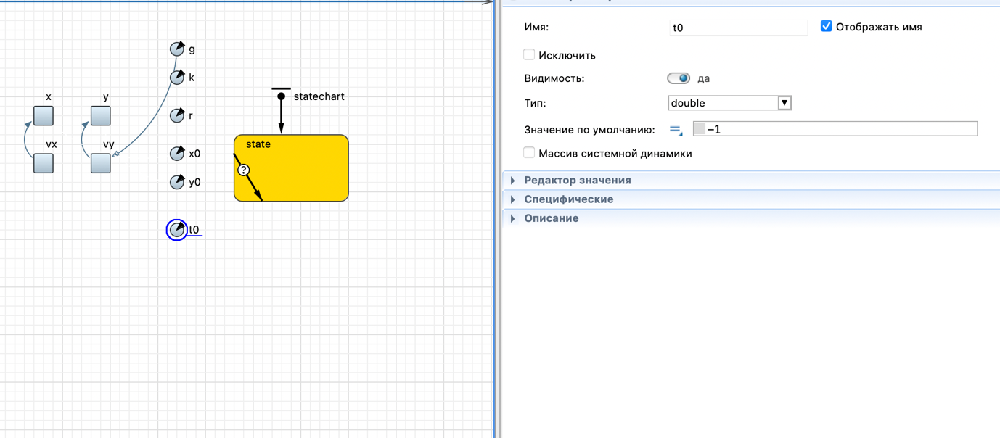 g
k
r
x0
y0
t0
x
y
vx
vy
statechart
state
?
Имя:
t0
Отображать имя
Исключить
Видимость:
да
Тип:
double
Значение по умолчанию:
–1
Массив системной динамики
Редактор значения
Специфические
Описание